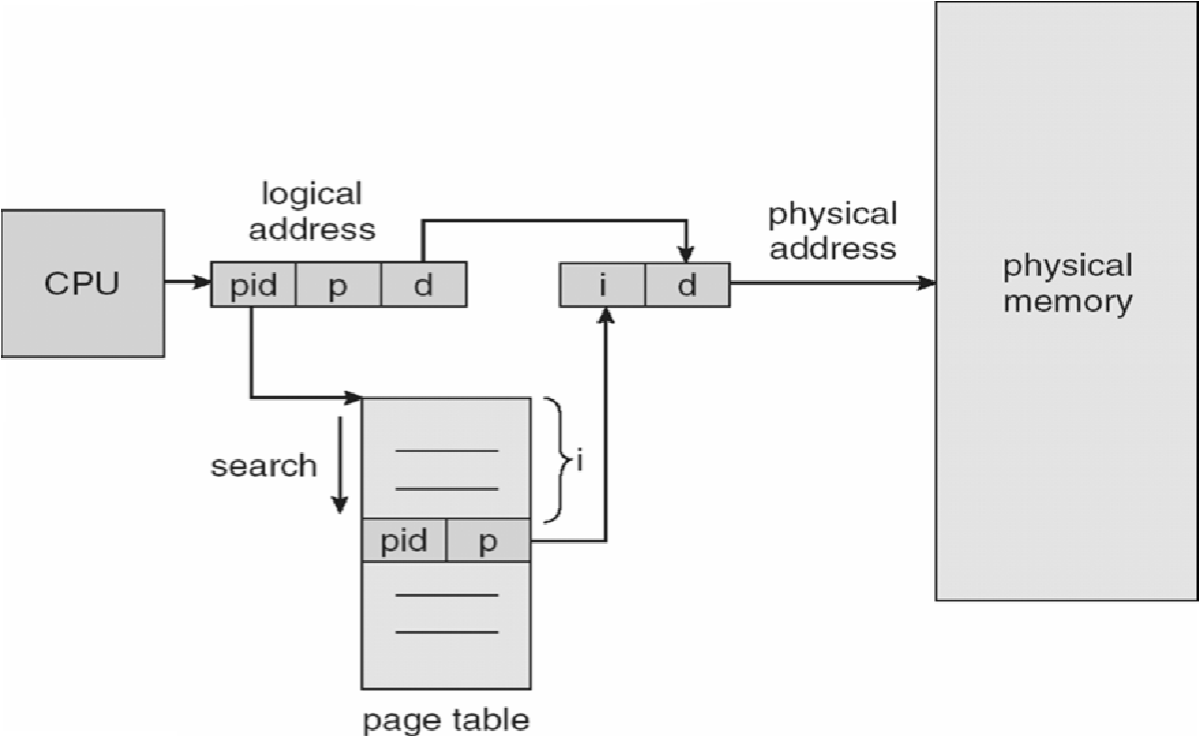 logical
address
physical
address
CPU
pid p d
i d
physical
memory
search
i
pid p
page table